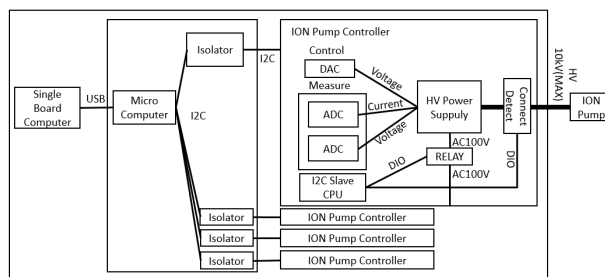 ION Pump Controller
Isolator
Control
I2C
DAC
Voltage
Measure
HV
10kV(MAX)
Single
Board
Computer
USB
Micro
Computer
I2C
ADC
Current
HV Power
Supuply
Connect
Detect
ION
Pump
Voltage
ADC
AC100V
DIO
RELAY
DIO
I2C Slave
CPU
AC100V
Isolator
ION Pump Controller
Isolator
ION Pump Controller
Isolator
ION Pump Controller